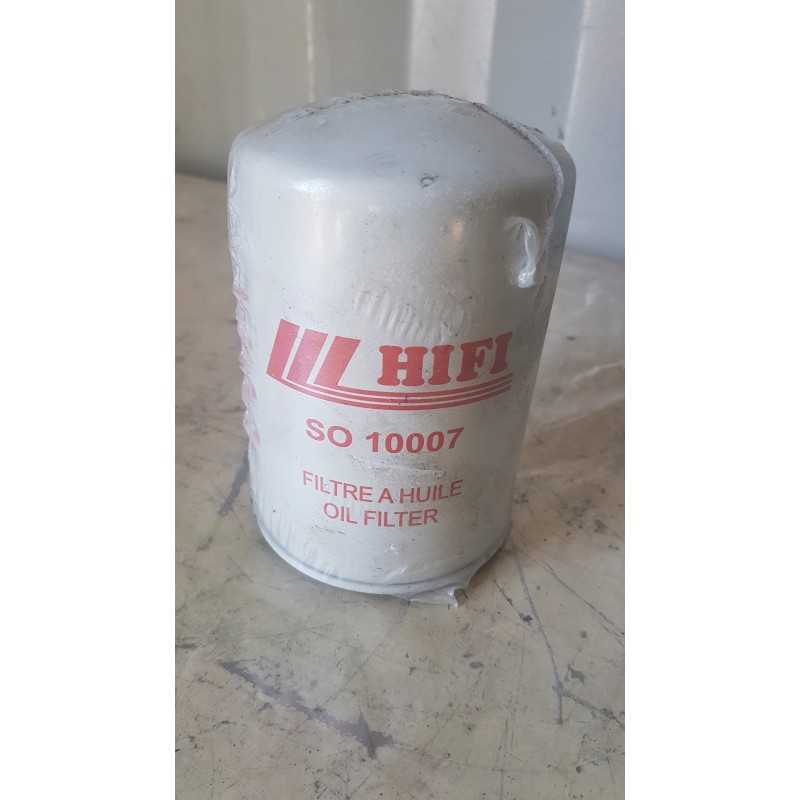 HIFI
SO 10007
FILTRE A HUILE
OIL FILTER